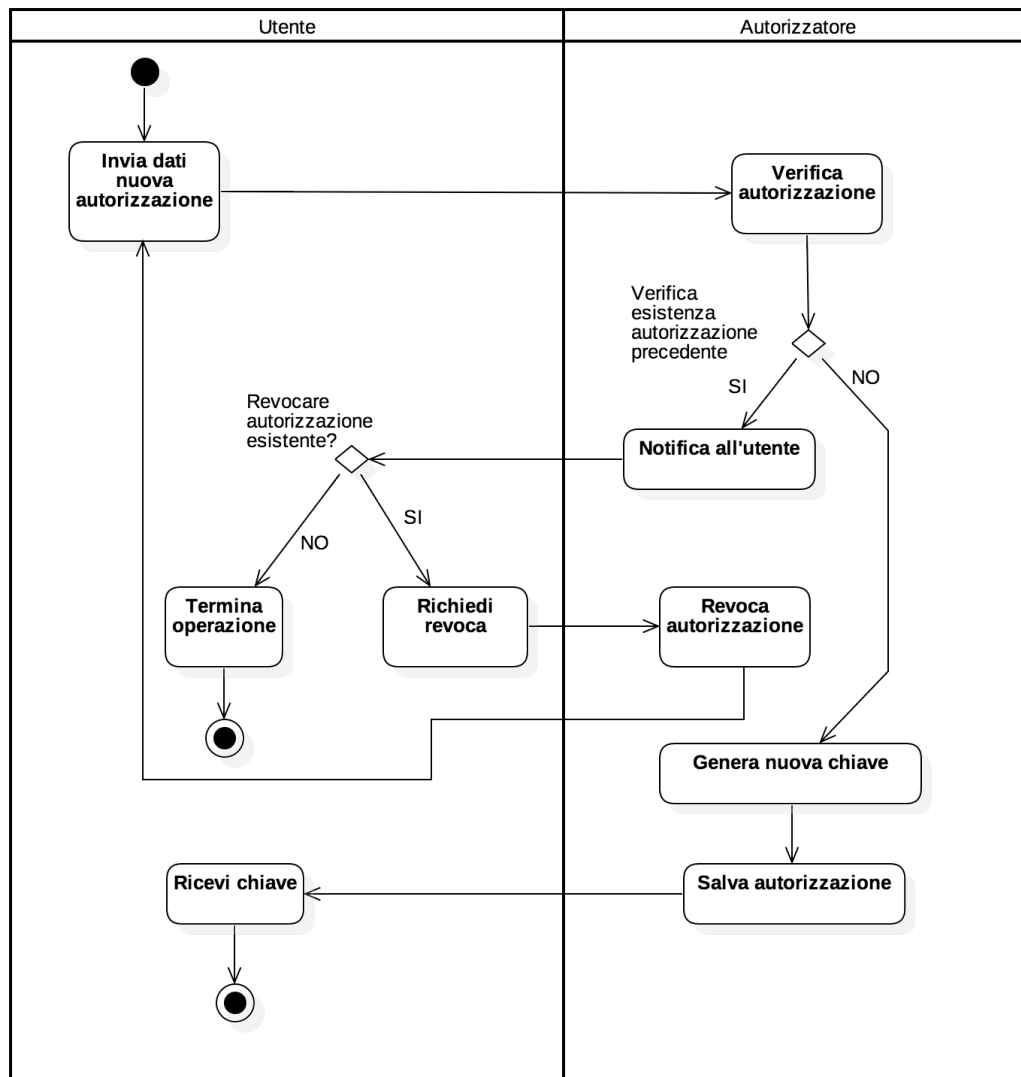 Utente
Autorizzatore
Invia dati
nuova
autorizzazione
Verifica
autorizzazione
Verifica
esistenza
autorizzazione
precedente
SI
NO
Revocare
autorizzazione
esistente?
Notifica all'utente
NO
SI
Termina
operazione
Richiedi
revoca
Revoca
autorizzazione
Genera nuova chiave
Ricevi chiave
Salva autorizzazione